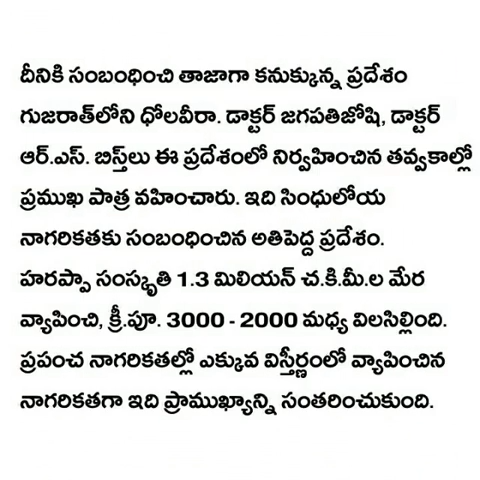 దీనికి సంబంధించి తాజాగా కనుక్కున్న ప్రదేశం
గుజరాత్‌లోని ధోలవీరా. డాక్టర్ జగపతిజోషి, డాక్టర్
ఆర్.ఎస్. బిస్త్‌లు ఈ ప్రదేశంలో నిర్వహించిన తవ్వకాల్లో
ప్రముఖ పాత్ర వహించారు. ఇది సింధులోయ
నాగరికతకు సంబంధించిన అతిపెద్ద ప్రదేశం.
హరప్పా సంస్కృతి 1.3 మిలియన్ చ.కి.మీ.ల మేర
వ్యాపించి, క్రీ.పూ. 3000 - 2000 మధ్య విలసిల్లింది.
ప్రపంచ నాగరికతల్లో ఎక్కువ విస్తీర్ణంలో వ్యాపించిన
నాగరికతగా ఇది ప్రాముఖ్యాన్ని సంతరించుకుంది.